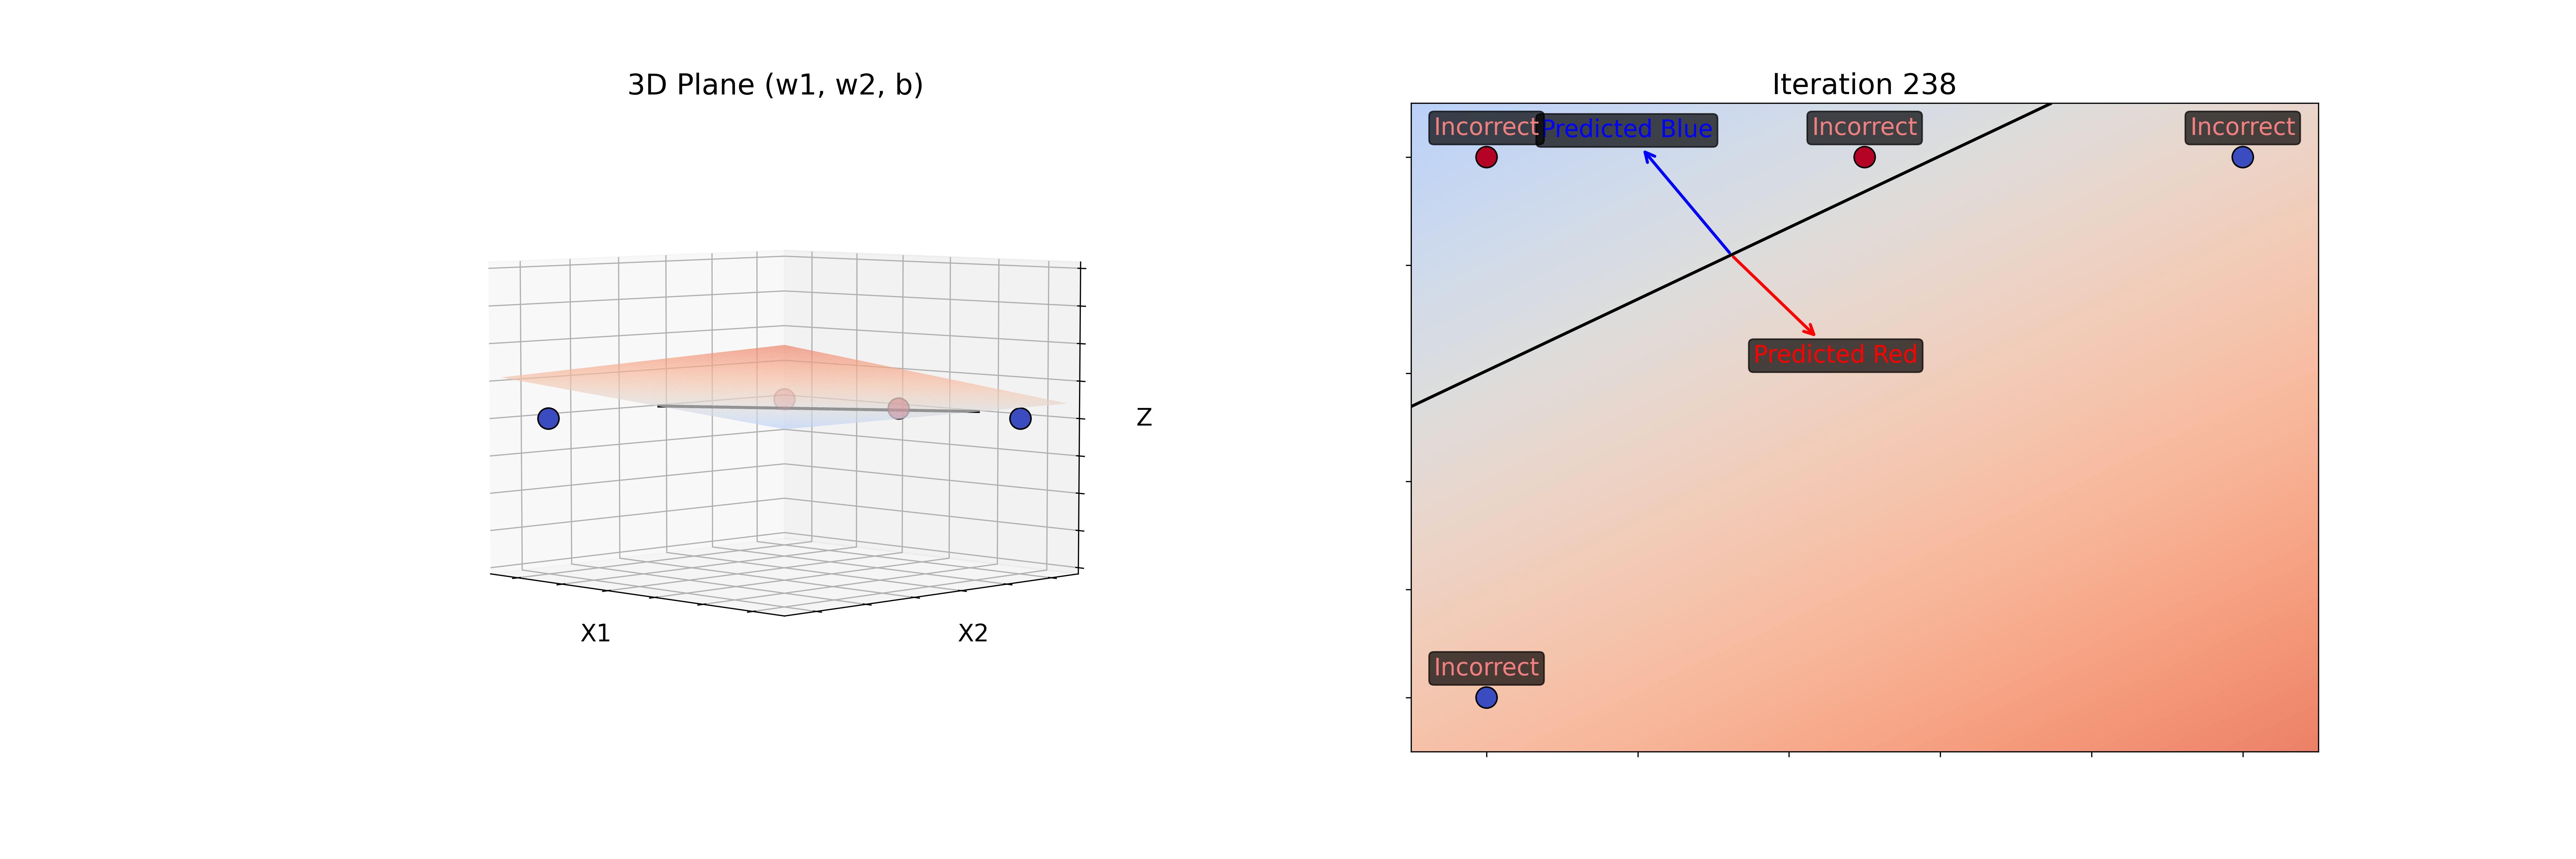 3D Plane (w1, w2, b)
Z
X1
X2
Iteration 238
Incorrect
Predicted Blue
Incorrect
Incorrect
Predicted Red
Incorrect